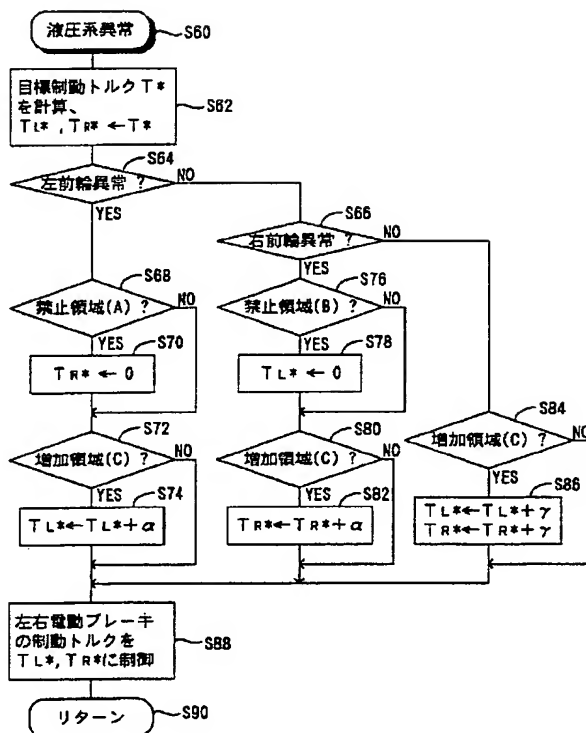 液圧系異常
S60
目標制動トルクT*
を計算、
TL*,TR*←T*
S62
S64
左前輪異常？
NO
YES
S66
右前輪異常？
NO
YES
S68
禁止領域(A)？
NO
YES
S76
禁止領域(B)？
NO
YES
S70
TR*←0
S78
TL*←0
S72
増加領域(C)？
NO
YES
S80
増加領域(C)？
NO
YES
S84
増加領域(C)？
NO
YES
S74
TL*←TL*+α
S82
TR*←TR*+α
S86
TL*←TL*+γ
TR*←TR*+γ
左右電動ブレーキ
の制動トルクを
TL*,TR*に制御
S88
リターン
S90